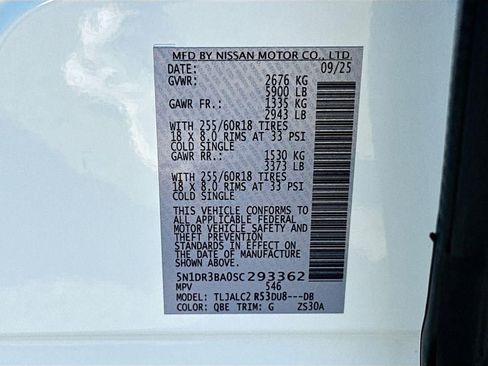 MFD BY NISSAN MOTOR CO., LTD.
DATE: 09/25
GVWR: 2676 KG
5900 LB
GAWR FR.: 1335 KG
2943 LB
WITH 255/60R18 TIRES
18 X 8.0 RIMS AT 33 PSI
COLD SINGLE
GAWR RR.: 1530 KG
3373 LB
WITH 255/60R18 TIRES
18 X 8.0 RIMS AT 33 PSI
COLD SINGLE
THIS VEHICLE CONFORMS TO
ALL APPLICABLE FEDERAL
MOTOR VEHICLE SAFETY AND
THEFT PREVENTION
STANDARDS IN EFFECT ON
THE DATE OF MANUFACTURE
SHOWN ABOVE.
5N1DR3BA0SC293362
MPV 546
MODEL: TLJALC2 R53DU8---DB
COLOR: QBE TRIM: G ZS30A